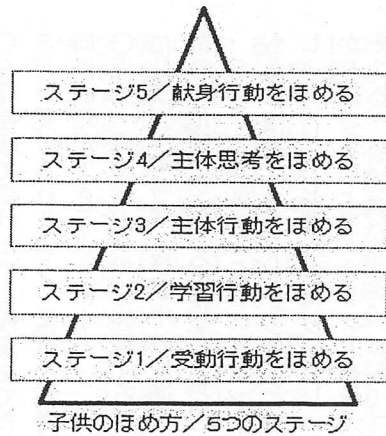 ステージ5／献身行動をほめる
ステージ4／主体思考をほめる
ステージ3／主体行動をほめる
ステージ2／学習行動をほめる
ステージ1／受動行動をほめる
子供のほめ方／5つのステージ